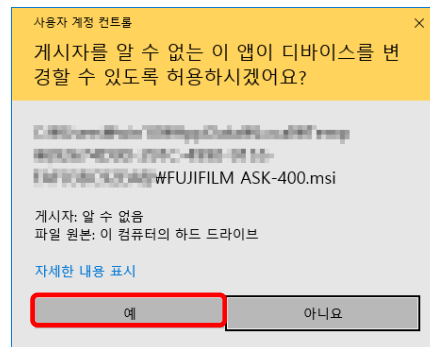 사용자 계정 컨트롤
게시자를 알 수 없는 이 앱이 디바이스를 변
경할 수 있도록 허용하시겠어요?
₩FUJIFILM ASK-400.msi
게시자: 알 수 없음
파일 원본: 이 컴퓨터의 하드 드라이브
자세한 내용 표시
예
아니요